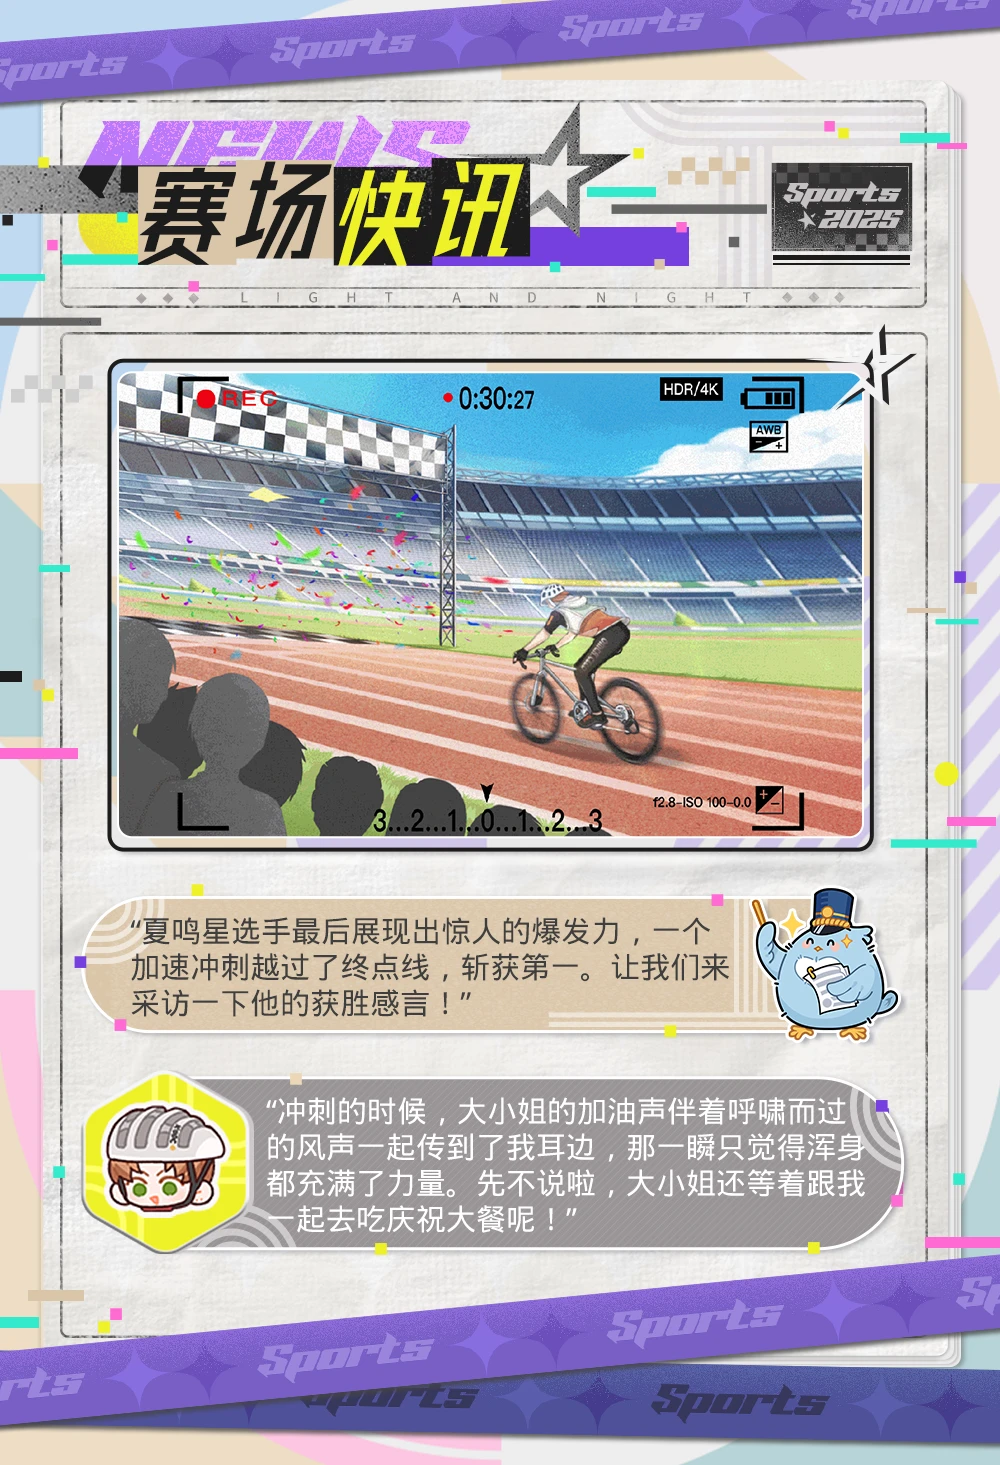 Sports Sports Sports Sports
NEWS
赛场快讯
Sports
2025
LIGHT AND NIGHT
REC
0:30:27
HDR/4K
AWB
f2.8-ISO 100-0.0
3...2...1...0...1...2...3
“夏鸣星选手最后展现出惊人的爆发力，一个
加速冲刺越过了终点线，斩获第一。让我们来
采访一下他的获胜感言！”
“冲刺的时候，大小姐的加油声伴着呼啸而过
的风声一起传到了我耳边，那一瞬只觉得浑身
都充满了力量。先不说啦，大小姐还等着跟我
一起去吃庆祝大餐呢！”
Sports Sports Sports Sp
Sports Sports